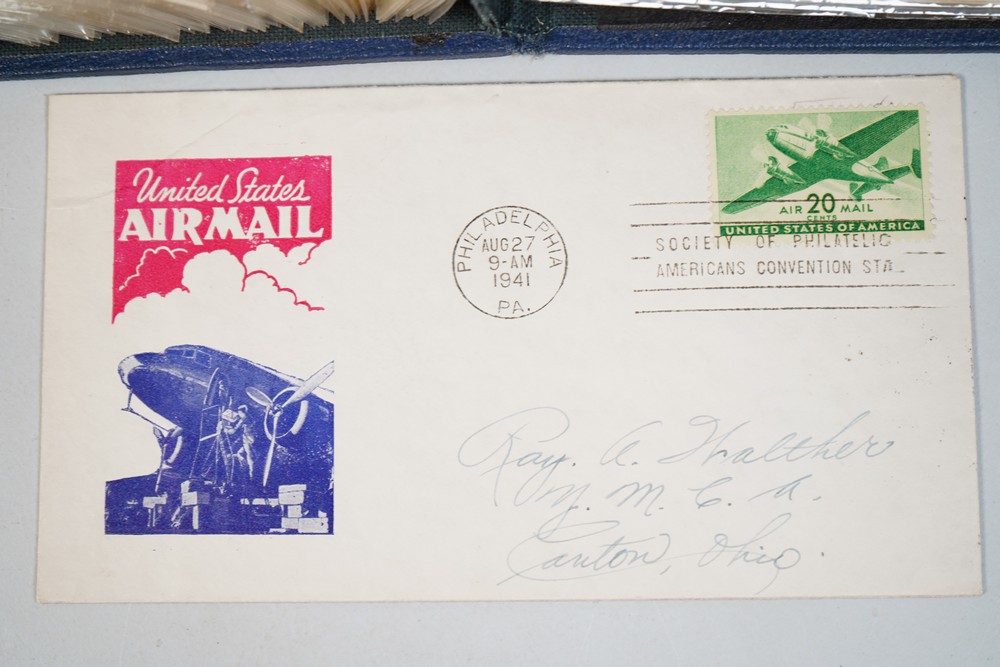 United States
AIRMAIL
PHILADELPHIA
AUG 27
9-AM
1941
PA.
AIR 20 MAIL
CENTS
UNITED STATES OF AMERICA
SOCIETY OF PHILATELIC
AMERICANS CONVENTION STA.
Ray. A. Walther
Y. M. C. A.
Canton, Ohio.